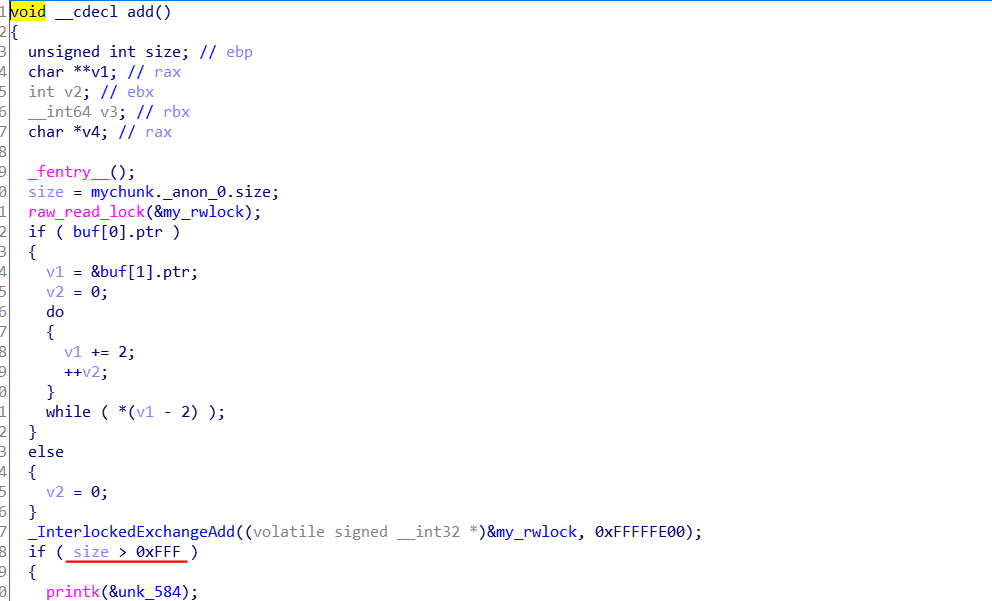 1 void __cdecl add()
2 {
3   unsigned int size; // ebp
4   char **v1; // rax
5   int v2; // ebx
6   __int64 v3; // rbx
7   char *v4; // rax
8
9   _fentry__();
0   size = mychunk._anon_0.size;
1   raw_read_lock(&my_rwlock);
2   if ( buf[0].ptr )
3   {
4     v1 = &buf[1].ptr;
5     v2 = 0;
6     do
7     {
8       v1 += 2;
9       ++v2;
0     }
1     while ( *(v1 - 2) );
2   }
3   else
4   {
5     v2 = 0;
6   }
7   _InterlockedExchangeAdd((volatile signed __int32 *)&my_rwlock, 0xFFFFFE00);
8   if ( size > 0xFFF )
9   {
0     printk(&unk_584);